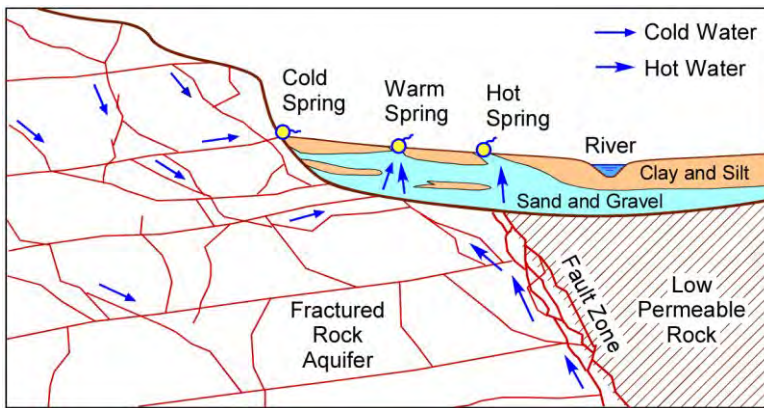 Cold Water
Hot Water
Cold
Spring
Warm
Spring
Hot
Spring
River
Clay and Silt
Sand and Gravel
Fractured
Rock
Aquifer
Fault Zone
Low
Permeable
Rock